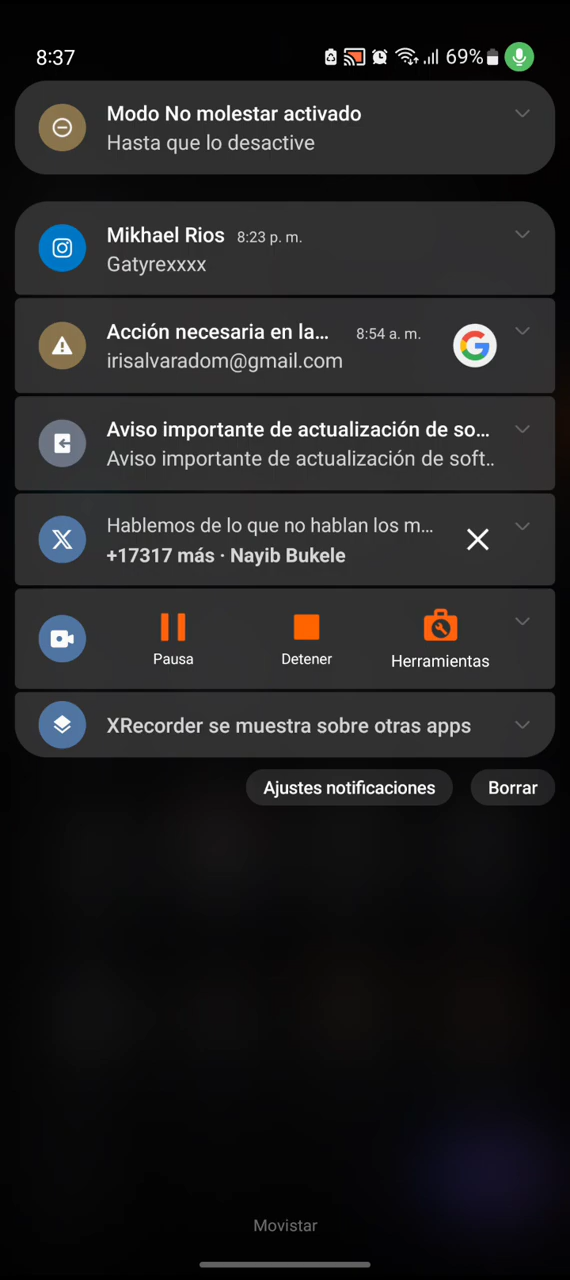 8:37
69%
Modo No molestar activado
Hasta que lo desactive
Mikhael Rios 8:23 p. m.
Gatyrexxxx
Acción necesaria en la... 8:54 a. m.
irisalvaradom@gmail.com
Aviso importante de actualización de so...
Aviso importante de actualización de soft..
Hablemos de lo que no hablan los m...
+17317 más · Nayib Bukele
Pausa Detener Herramientas
XRecorder se muestra sobre otras apps
Ajustes notificaciones Borrar
Movistar